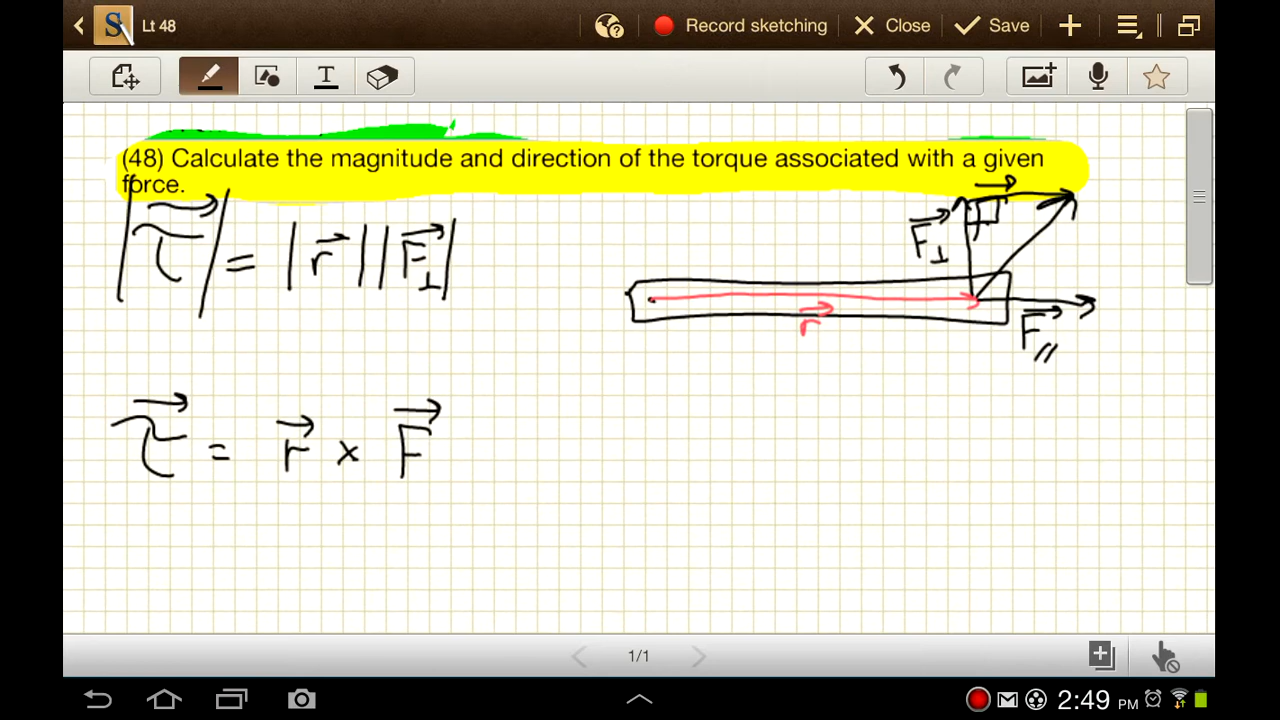 S Lt 48 Record sketching Close Save
T
(48) Calculate the magnitude and direction of the torque associated with a given
force.
|τ⃗| = |r⃗||F⃗⊥|
F⃗⊥
r⃗
F⃗//
τ⃗ = r⃗ × F⃗
1/1
2:49 PM